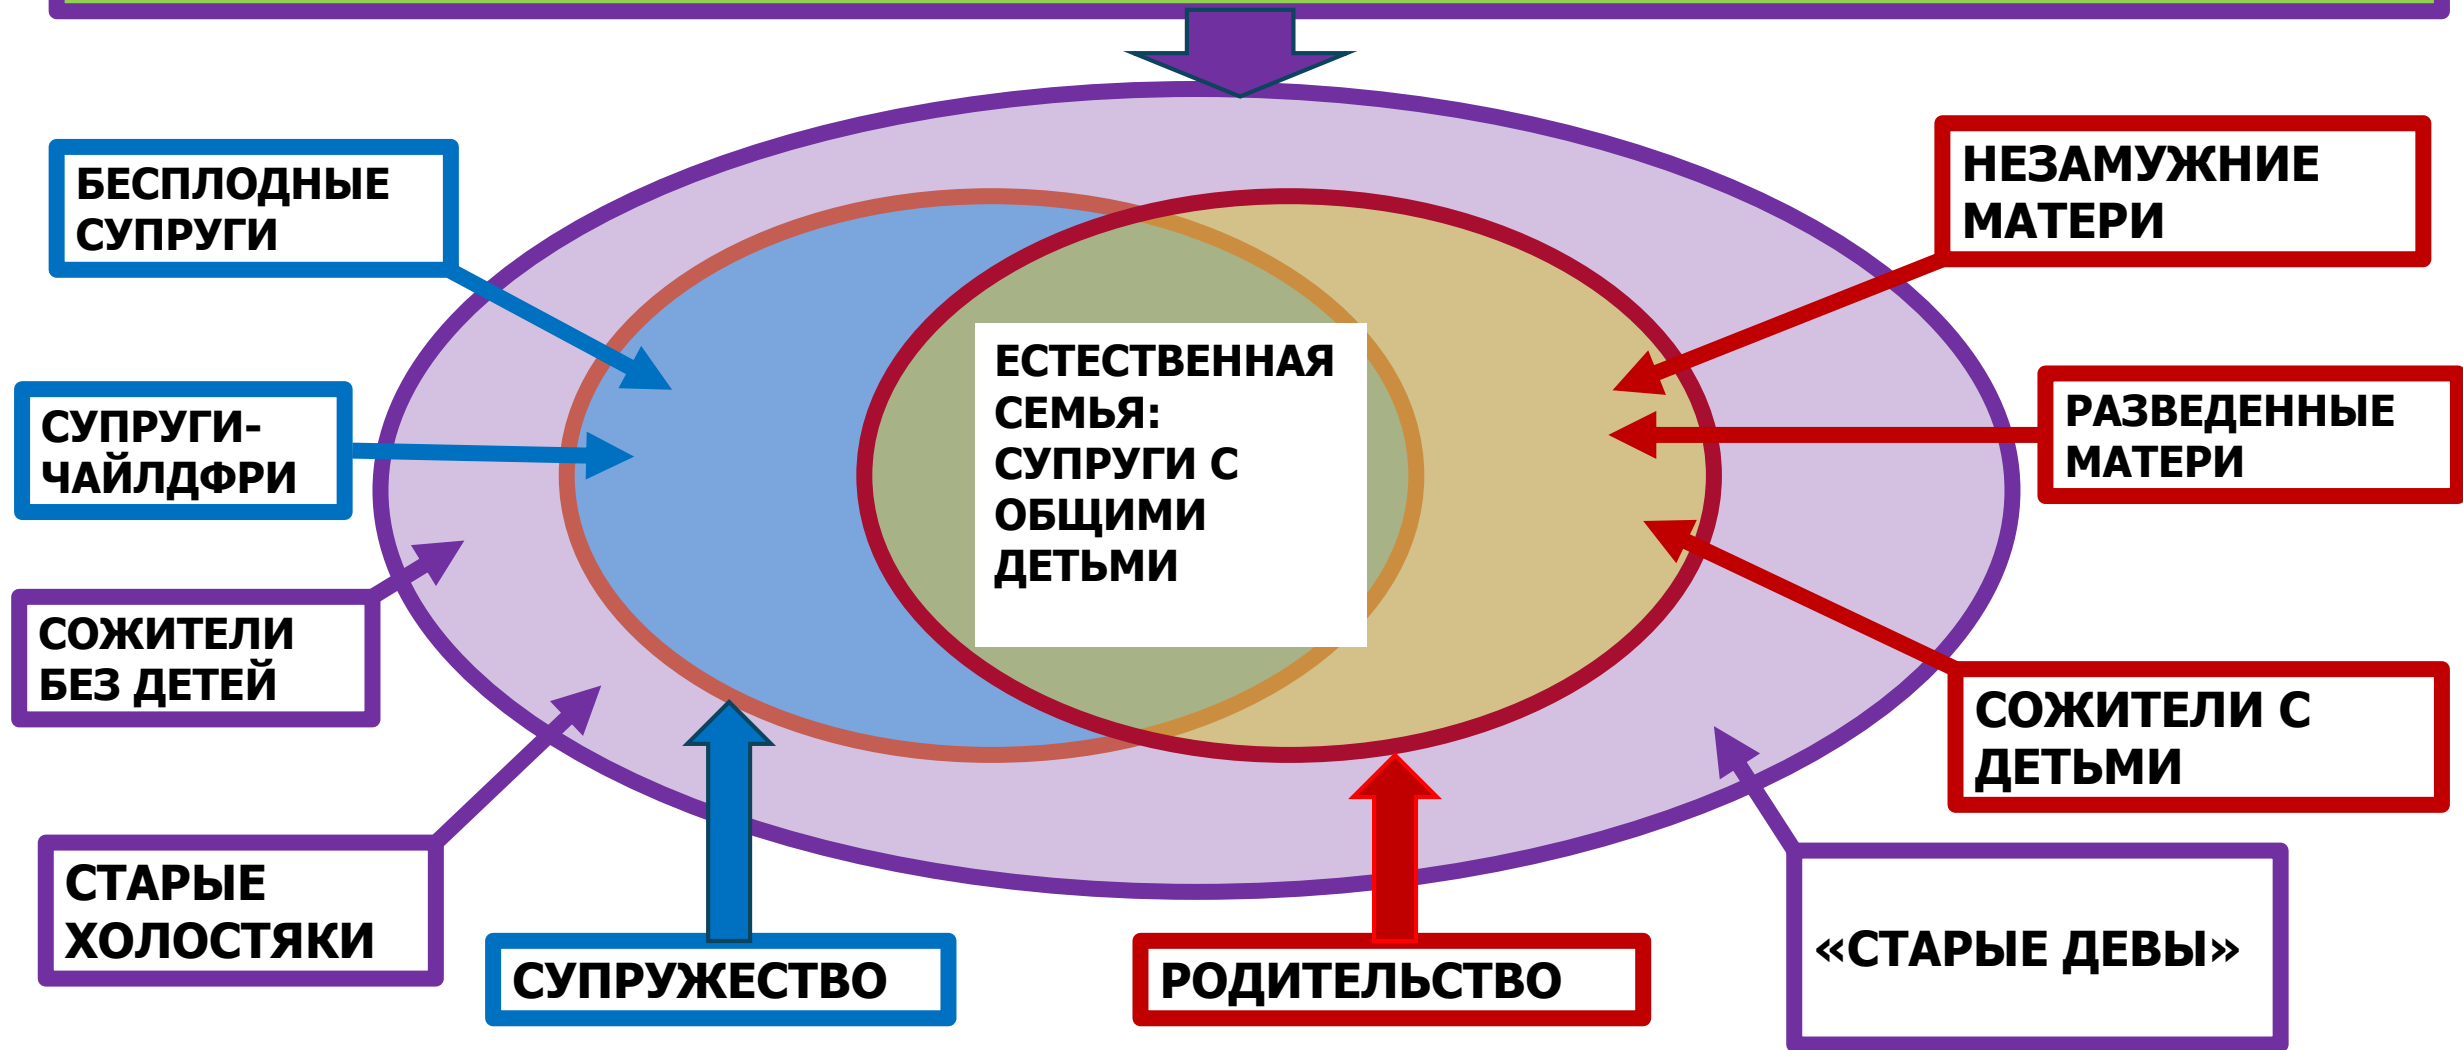 БЕСПЛОДНЫЕ
СУПРУГИ
НЕЗАМУЖНИЕ
МАТЕРИ
ЕСТЕСТВЕННАЯ
СЕМЬЯ:
СУПРУГИ С
ОБЩИМИ
ДЕТЬМИ
СУПРУГИ-
ЧАЙЛДФРИ
РАЗВЕДЕННЫЕ
МАТЕРИ
СОЖИТЕЛИ
БЕЗ ДЕТЕЙ
СОЖИТЕЛИ С
ДЕТЬМИ
СТАРЫЕ
ХОЛОСТЯКИ
СУПРУЖЕСТВО
РОДИТЕЛЬСТВО
«СТАРЫЕ ДЕВЫ»